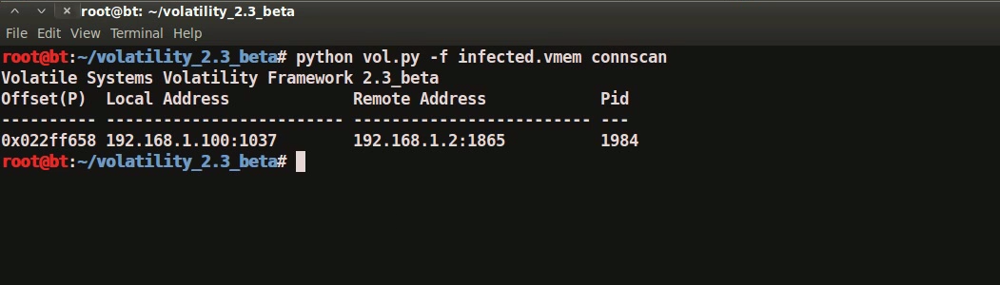 root@bt: ~/volatility_2.3_beta
File Edit View Terminal Help
root@bt:~/volatility_2.3_beta# python vol.py -f infected.vmem connscan
Volatile Systems Volatility Framework 2.3_beta
Offset(P)  Local Address             Remote Address            Pid
---------- ------------------------- ------------------------- ---
0x022ff658 192.168.1.100:1037        192.168.1.2:1865          1984
root@bt:~/volatility_2.3_beta#